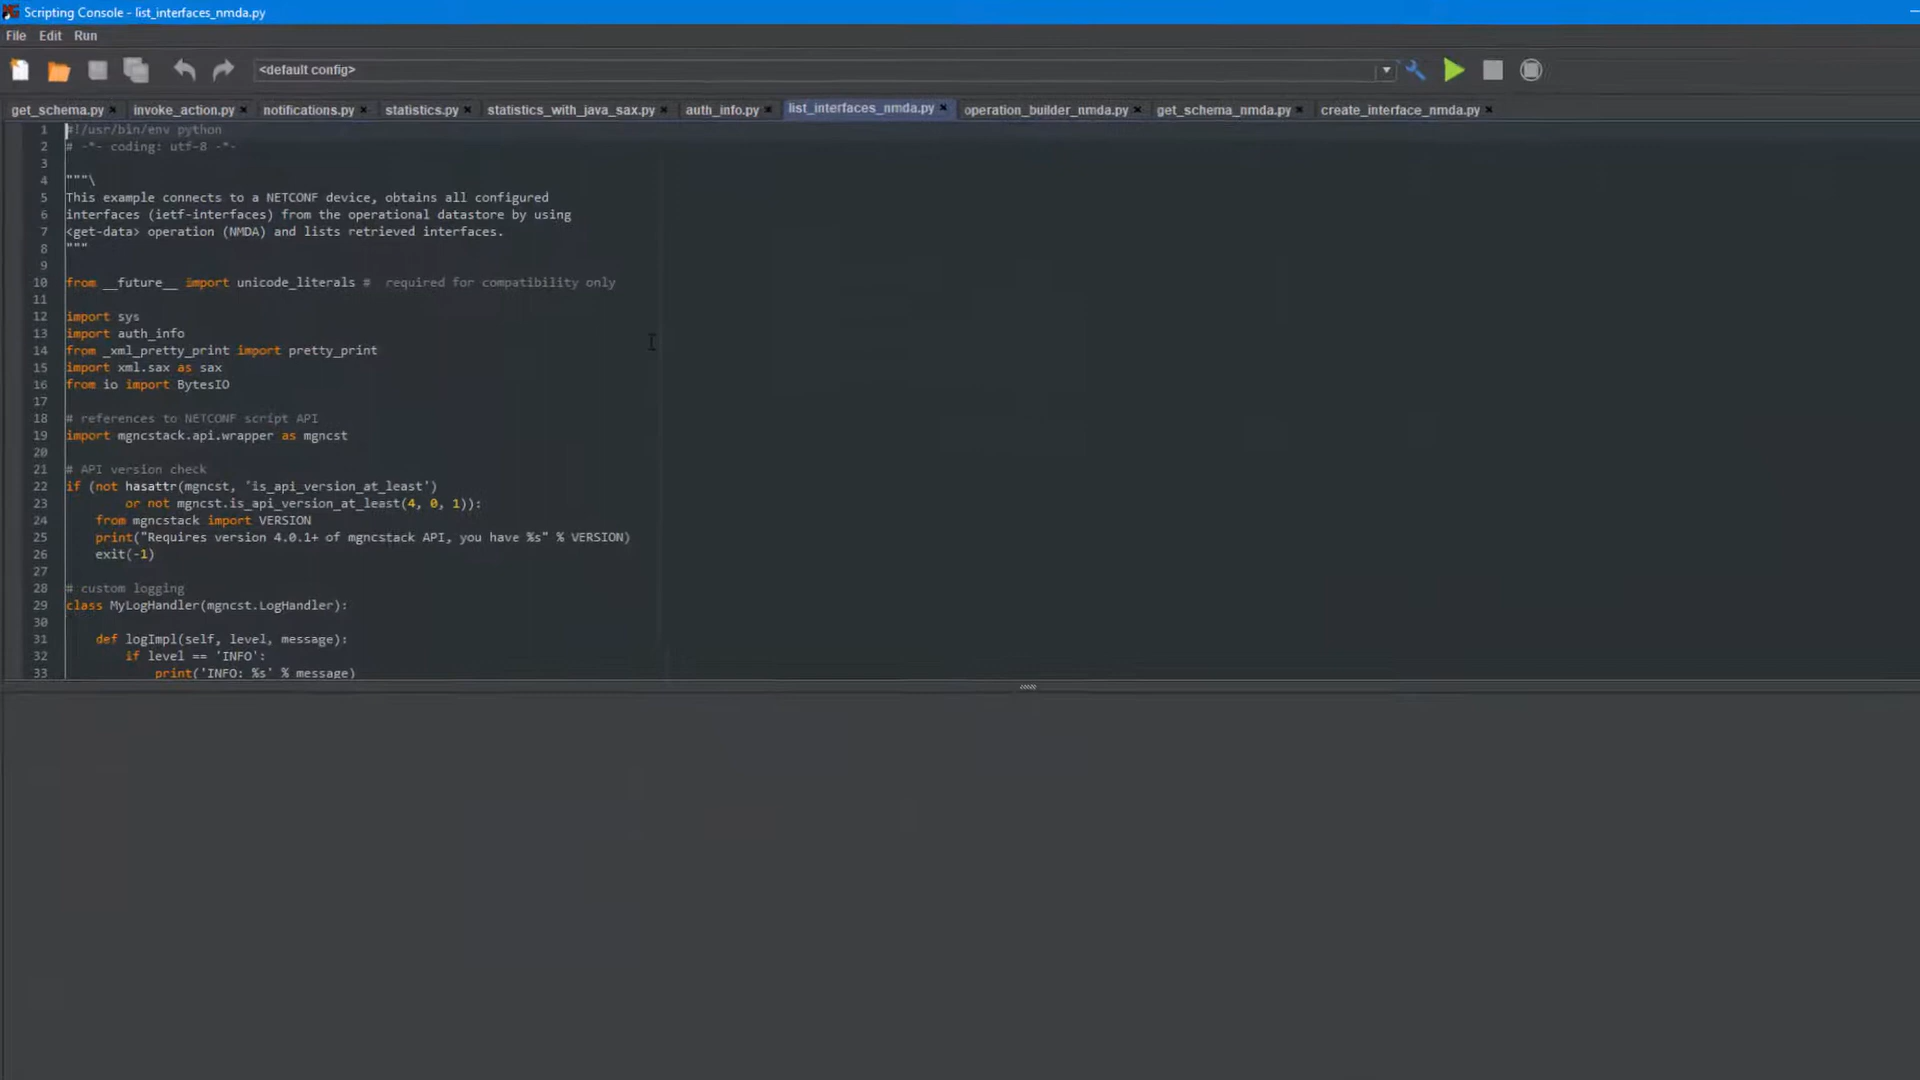 Scripting Console - list_interfaces_nmda.py
File Edit Run
<default config>
get_schema.py invoke_action.py notifications.py statistics.py statistics_with_java_sax.py auth_info.py list_interfaces_nmda.py operation_builder_nmda.py get_schema_nmda.py create_interface_nmda.py
1 #!/usr/bin/env python
2 # -*- coding: utf-8 -*-
3
4 """\
5 This example connects to a NETCONF device, obtains all configured
6 interfaces (ietf-interfaces) from the operational datastore by using
7 <get-data> operation (NMDA) and lists retrieved interfaces.
8 """
9
10 from __future__ import unicode_literals #  required for compatibility only
11
12 import sys
13 import auth_info
14 from _xml_pretty_print import pretty_print
15 import xml.sax as sax
16 from io import BytesIO
17
18 # references to NETCONF script API
19 import mgncstack.api.wrapper as mgncst
20
21 # API version check
22 if (not hasattr(mgncst, 'is_api_version_at_least')
23         or not mgncst.is_api_version_at_least(4, 0, 1)):
24     from mgncstack import VERSION
25     print("Requires version 4.0.1+ of mgncstack API, you have %s" % VERSION)
26     exit(-1)
27
28 # custom logging
29 class MyLogHandler(mgncst.LogHandler):
30
31     def logImpl(self, level, message):
32         if level == 'INFO':
33             print('INFO: %s' % message)